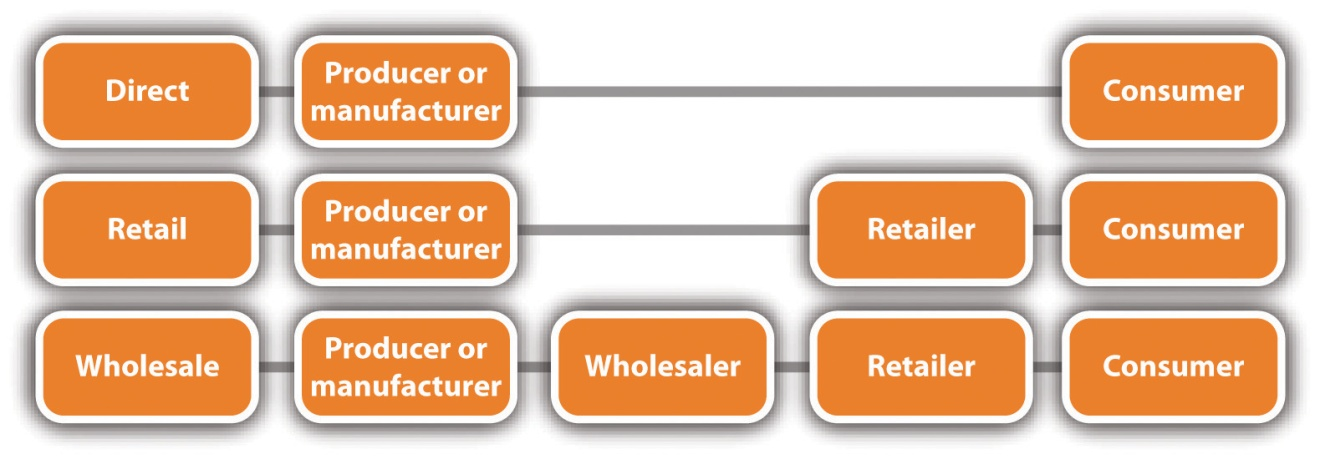 Direct
Producer or
manufacturer
Consumer
Retail
Producer or
manufacturer
Retailer
Consumer
Wholesale
Producer or
manufacturer
Wholesaler
Retailer
Consumer